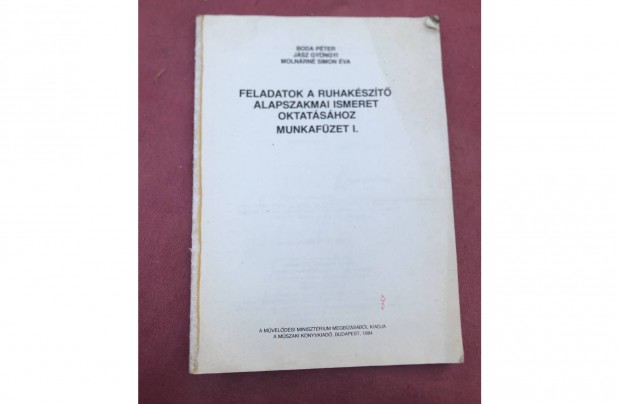 BODA PÉTER
JÁSZ GYÖNGYI
MOLNÁRNÉ SIMON ÉVA
FELADATOK A RUHAKÉSZÍTŐ
ALAPSZAKMAI ISMERET
OKTATÁSÁHOZ
MUNKAFÜZET I.
A MŰVELŐDÉSI MINISZTÉRIUM MEGBÍZÁSÁBÓL KIADJA
A MŰSZAKI KÖNYVKIADÓ, BUDAPEST, 1984